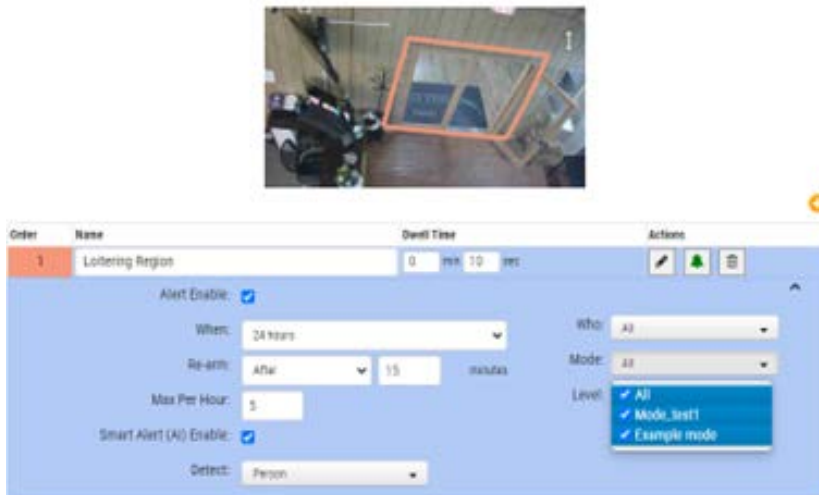 Order Name Dwell Time Actions
1 Loitering Region 0 min 10 sec
Alert Enable:
When: 24 hours Who: All
Re-arm: After 15 minutes Mode: All
Max Per Hour: 5 Level:
All
Mode_test1
Example mode
Smart Alert (AI) Enable:
Detect: Person